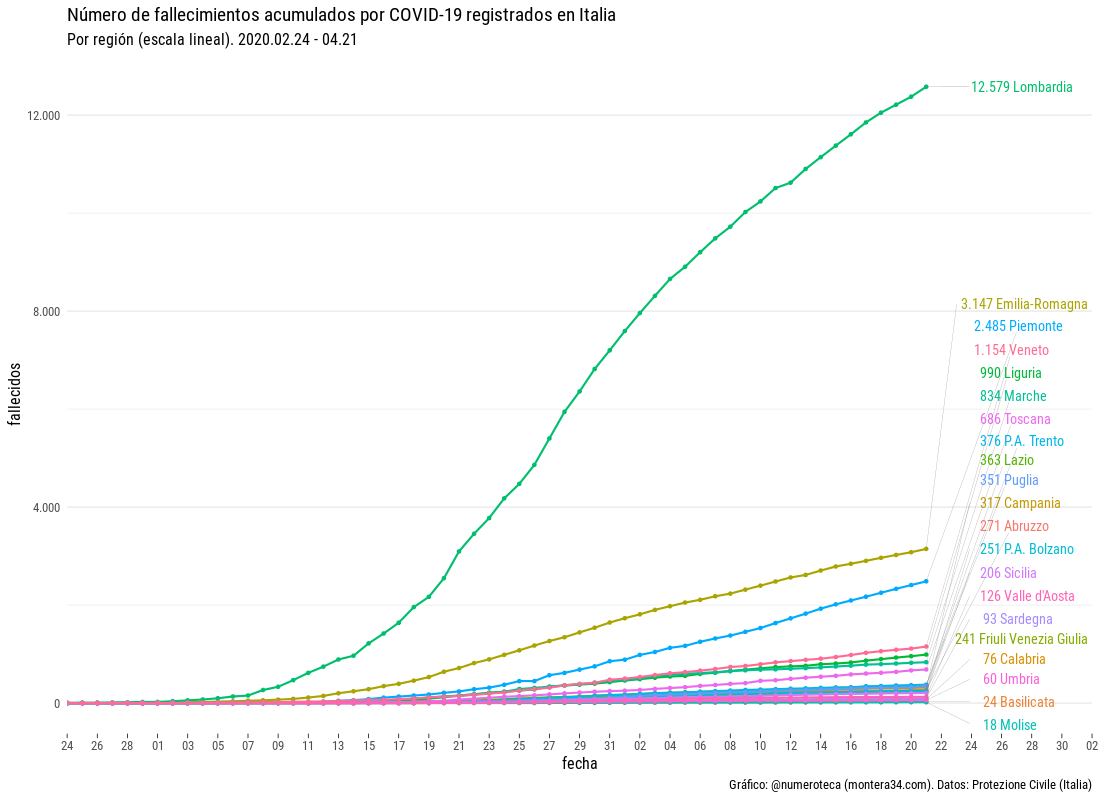 Número de fallecimientos acumulados por COVID-19 registrados en Italia
Por región (escala lineal). 2020.02.24 - 04.21
12.579 Lombardia
12.000
8.000
3.147 Emilia-Romagna
2.485 Piemonte
1.154 Veneto
990 Liguria
834 Marche
686 Toscana
376 P.A. Trento
363 Lazio
351 Puglia
4.000
317 Campania
271 Abruzzo
251 P.A. Bolzano
206 Sicilia
126 Valle d'Aosta
93 Sardegna
241 Friuli Venezia Giulia
76 Calabria
60 Umbria
0
24 Basilicata
18 Molise
fallecidos
24 26 28 01 03 05 07 09 11 13 15 17 19 21 23 25 27 29 31 02 04 06 08 10 12 14 16 18 20 22 24 26 28 30 02
fecha
Gráfico: @numeroteca (montera34.com). Datos: Protezione Civile (Italia)